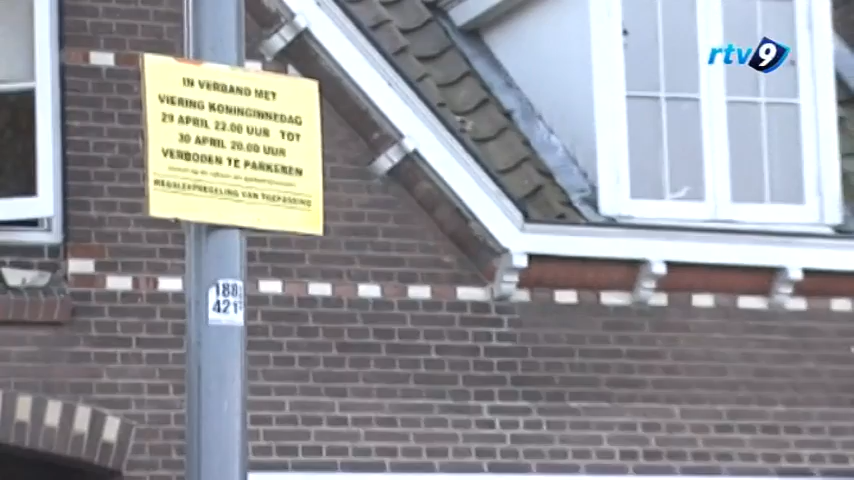 rtv9
IN VERBAND MET
VIERING KONINGINNEDAG
29 APRIL 22.00 UUR TOT
30 APRIL 20.00 UUR
VERBODEN TE PARKEREN
WEGSLEEPREGELING VAN TOEPASSING
188
421